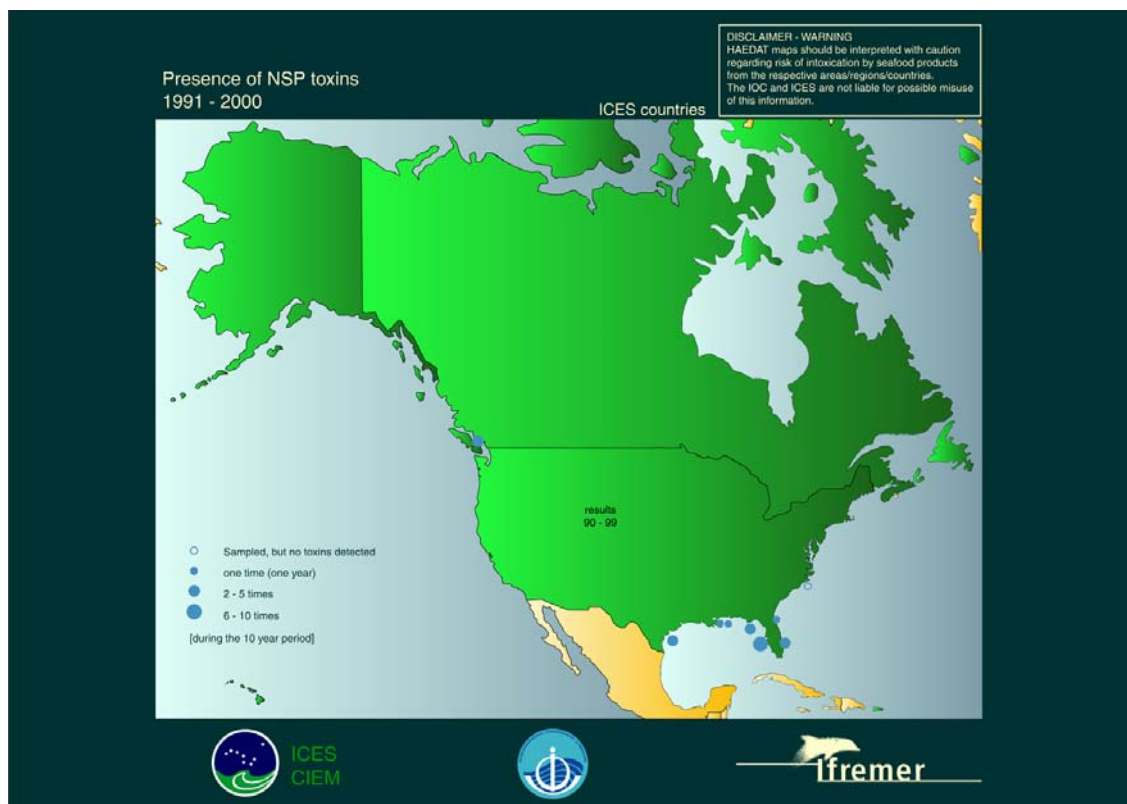 DISCLAIMER - WARNING
HAEDAT maps should be interpreted with caution
regarding risk of intoxication by seafood products
from the respective areas/regions/countries.
The IOC and ICES are not liable for possible misuse
of this information.
Presence of NSP toxins
1991 - 2000
ICES countries
results
90 - 99
Sampled, but no toxins detected
one time (one year)
2 - 5 times
6 - 10 times
[during the 10 year period]
ICES
CIEM
Ifremer